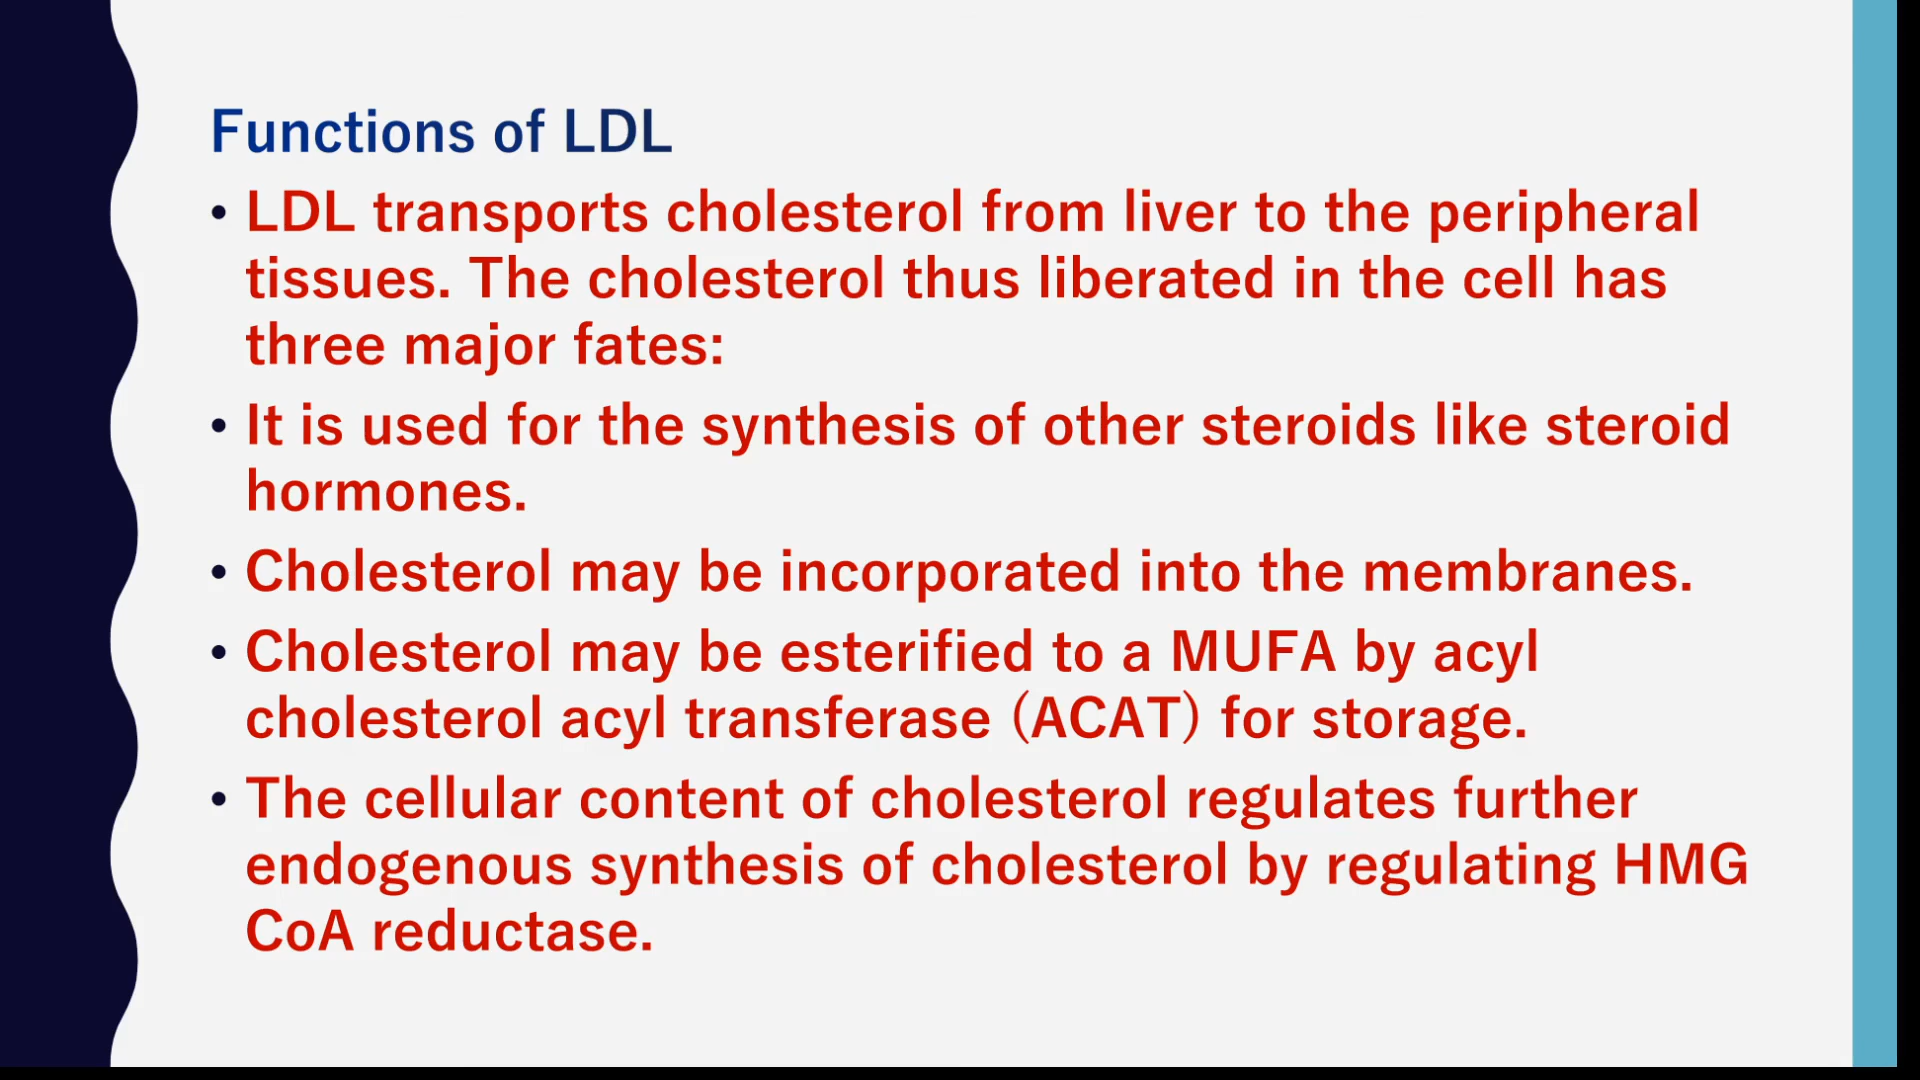 Functions of LDL
• LDL transports cholesterol from liver to the peripheral
tissues. The cholesterol thus liberated in the cell has
three major fates:
• It is used for the synthesis of other steroids like steroid
hormones.
• Cholesterol may be incorporated into the membranes.
• Cholesterol may be esterified to a MUFA by acyl
cholesterol acyl transferase (ACAT) for storage.
• The cellular content of cholesterol regulates further
endogenous synthesis of cholesterol by regulating HMG
CoA reductase.